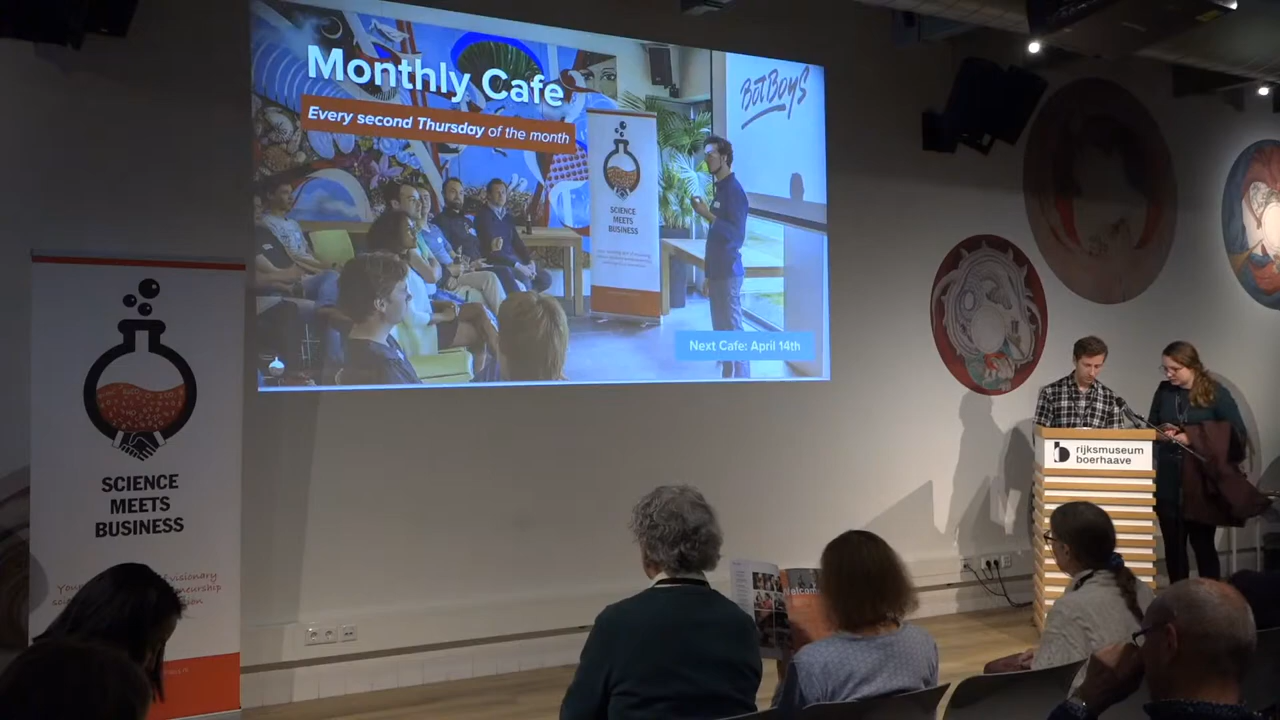 Monthly Cafe
Every second Thursday of the month
BotBoys
SCIENCE
MEETS
BUSINESS
Next Cafe: April 14th
SCIENCE
MEETS
BUSINESS
rijksmuseum
boerhaave
Welcome